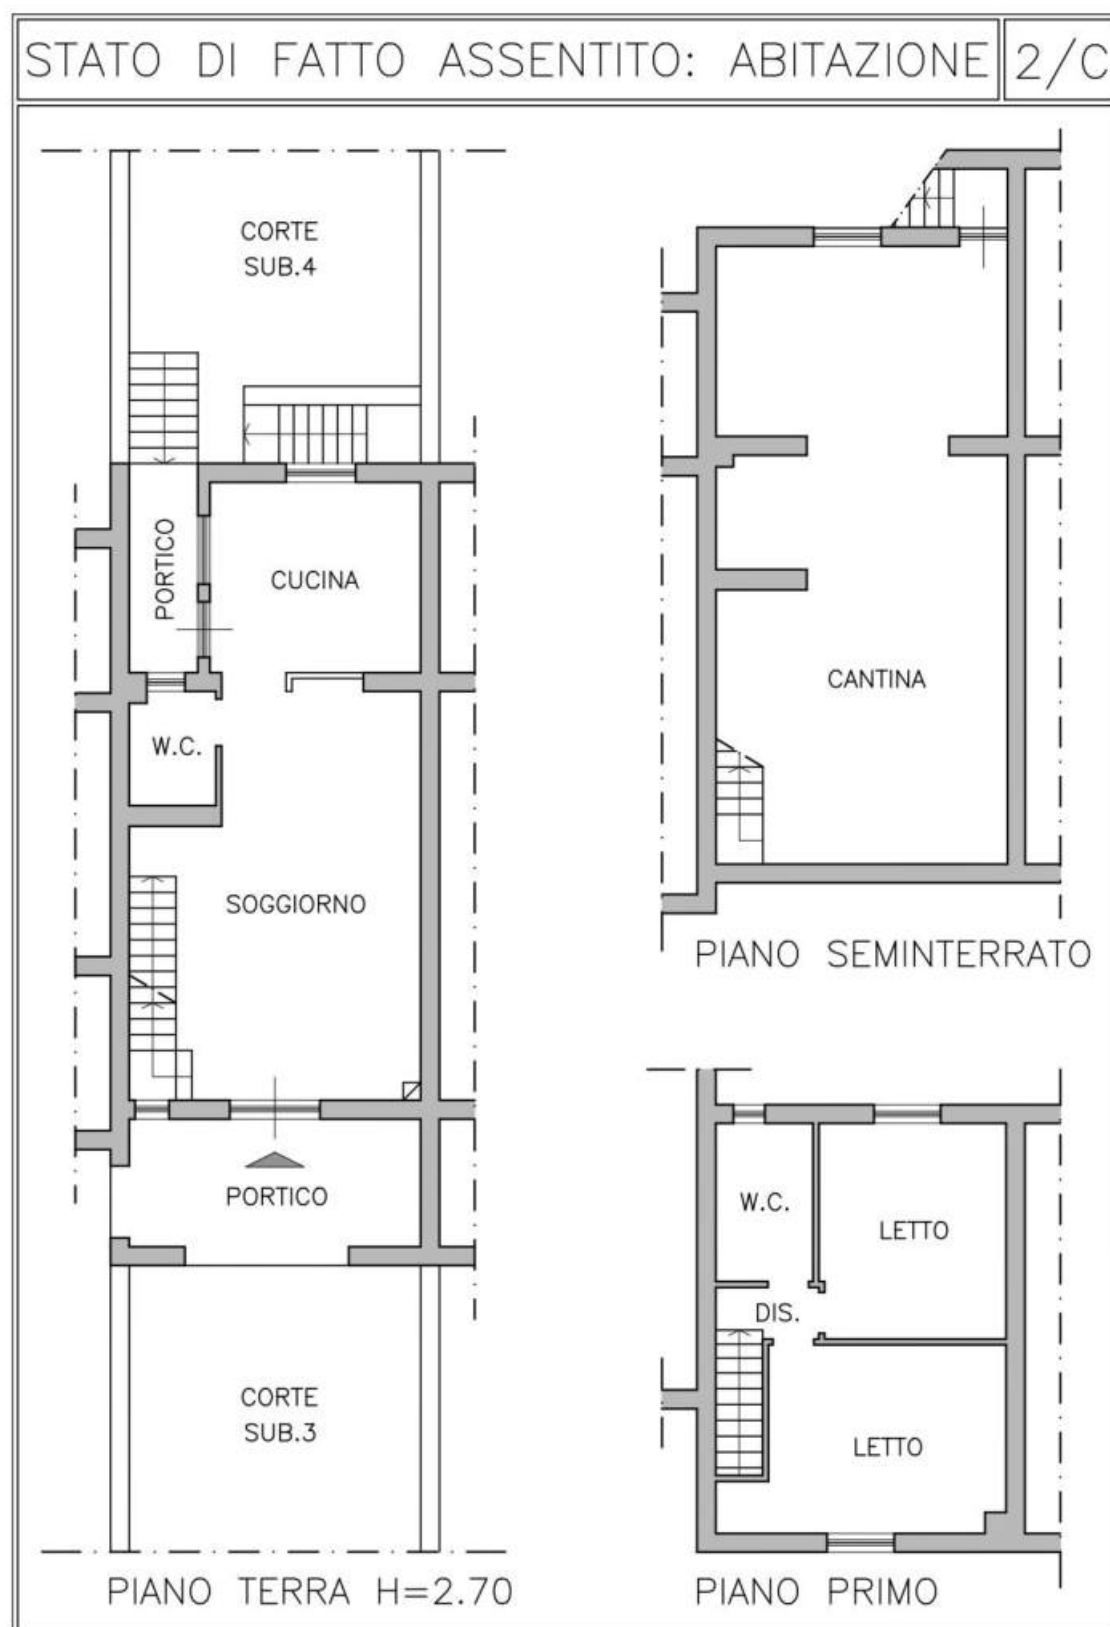 STATO DI FATTO ASSENTITO: ABITAZIONE
2/C
CORTE
SUB.4
PORTICO
CUCINA
W.C.
SOGGIORNO
PORTICO
CORTE
SUB.3
PIANO TERRA H=2.70
CANTINA
PIANO SEMINTERRATO
W.C.
LETTO
DIS.
LETTO
PIANO PRIMO